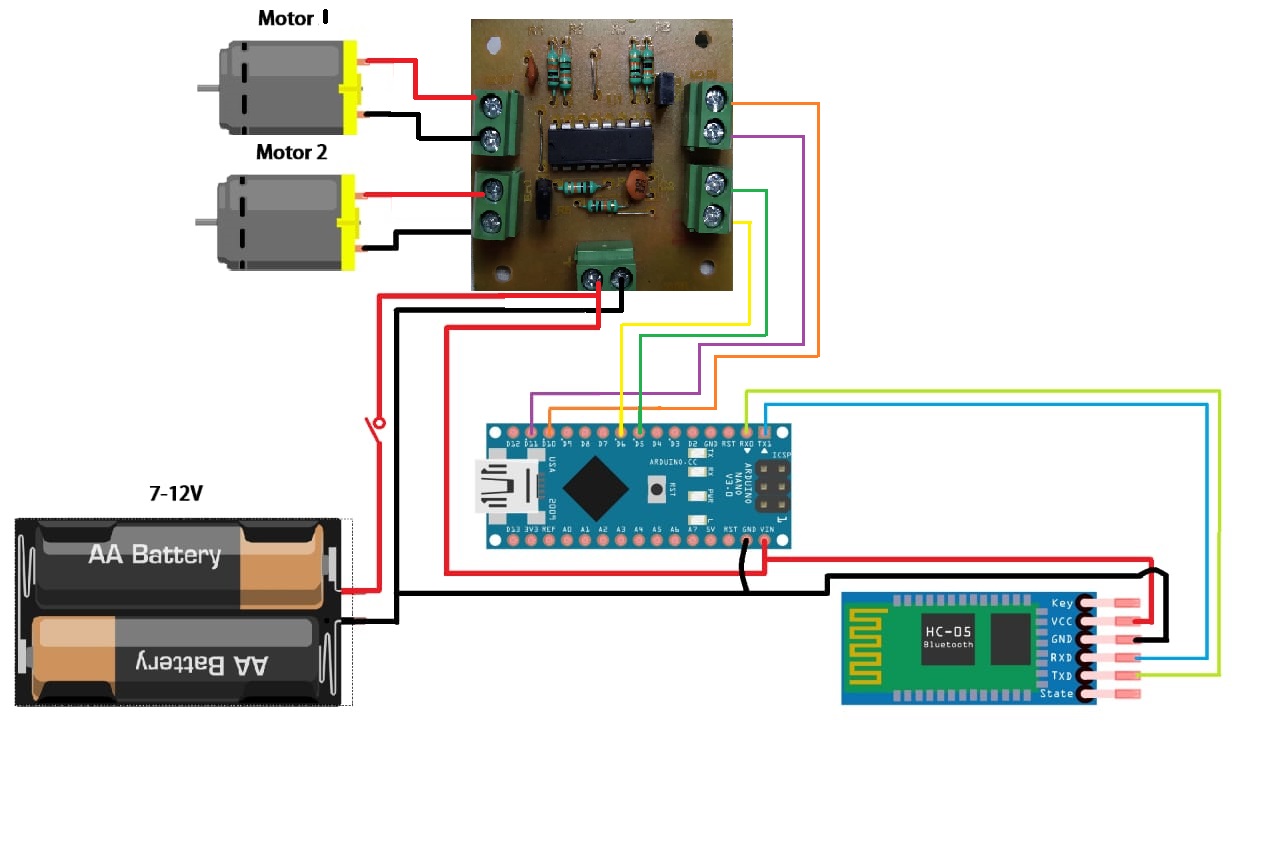 Motor 1
Motor 2
7-12V
AA Battery
AA Battery
D12 D11 D10 D9 D8 D7 D6 D5 D4 D3 D2 GND RST RX0 TX1
TX
RX
PWR
L
USA
2009
ARDUINO.CC
RST
ARDUINO
NANO
V3.0
ICSP
1
D13 3V3 REF A0 A1 A2 A3 A4 A5 A6 A7 5V RST GND VIN
HC-05
Bluetooth
Key
VCC
GND
RXD
TXD
State